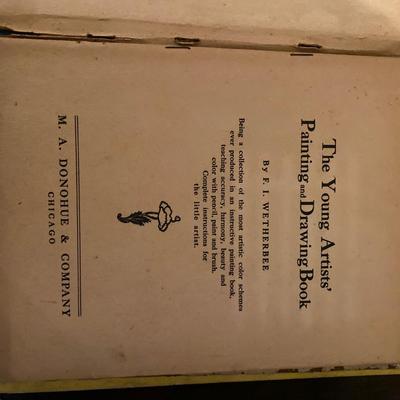 The Young Artists'
Painting and Drawing Book
By F. I. WETHERBEE
Being a collection of the most artistic color schemes
ever produced in an instructive painting book,
teaching accuracy, harmony, beauty and
color with pencil, paint and brush.
Complete instructions for
the little artist.
M. A. DONOHUE & COMPANY
CHICAGO